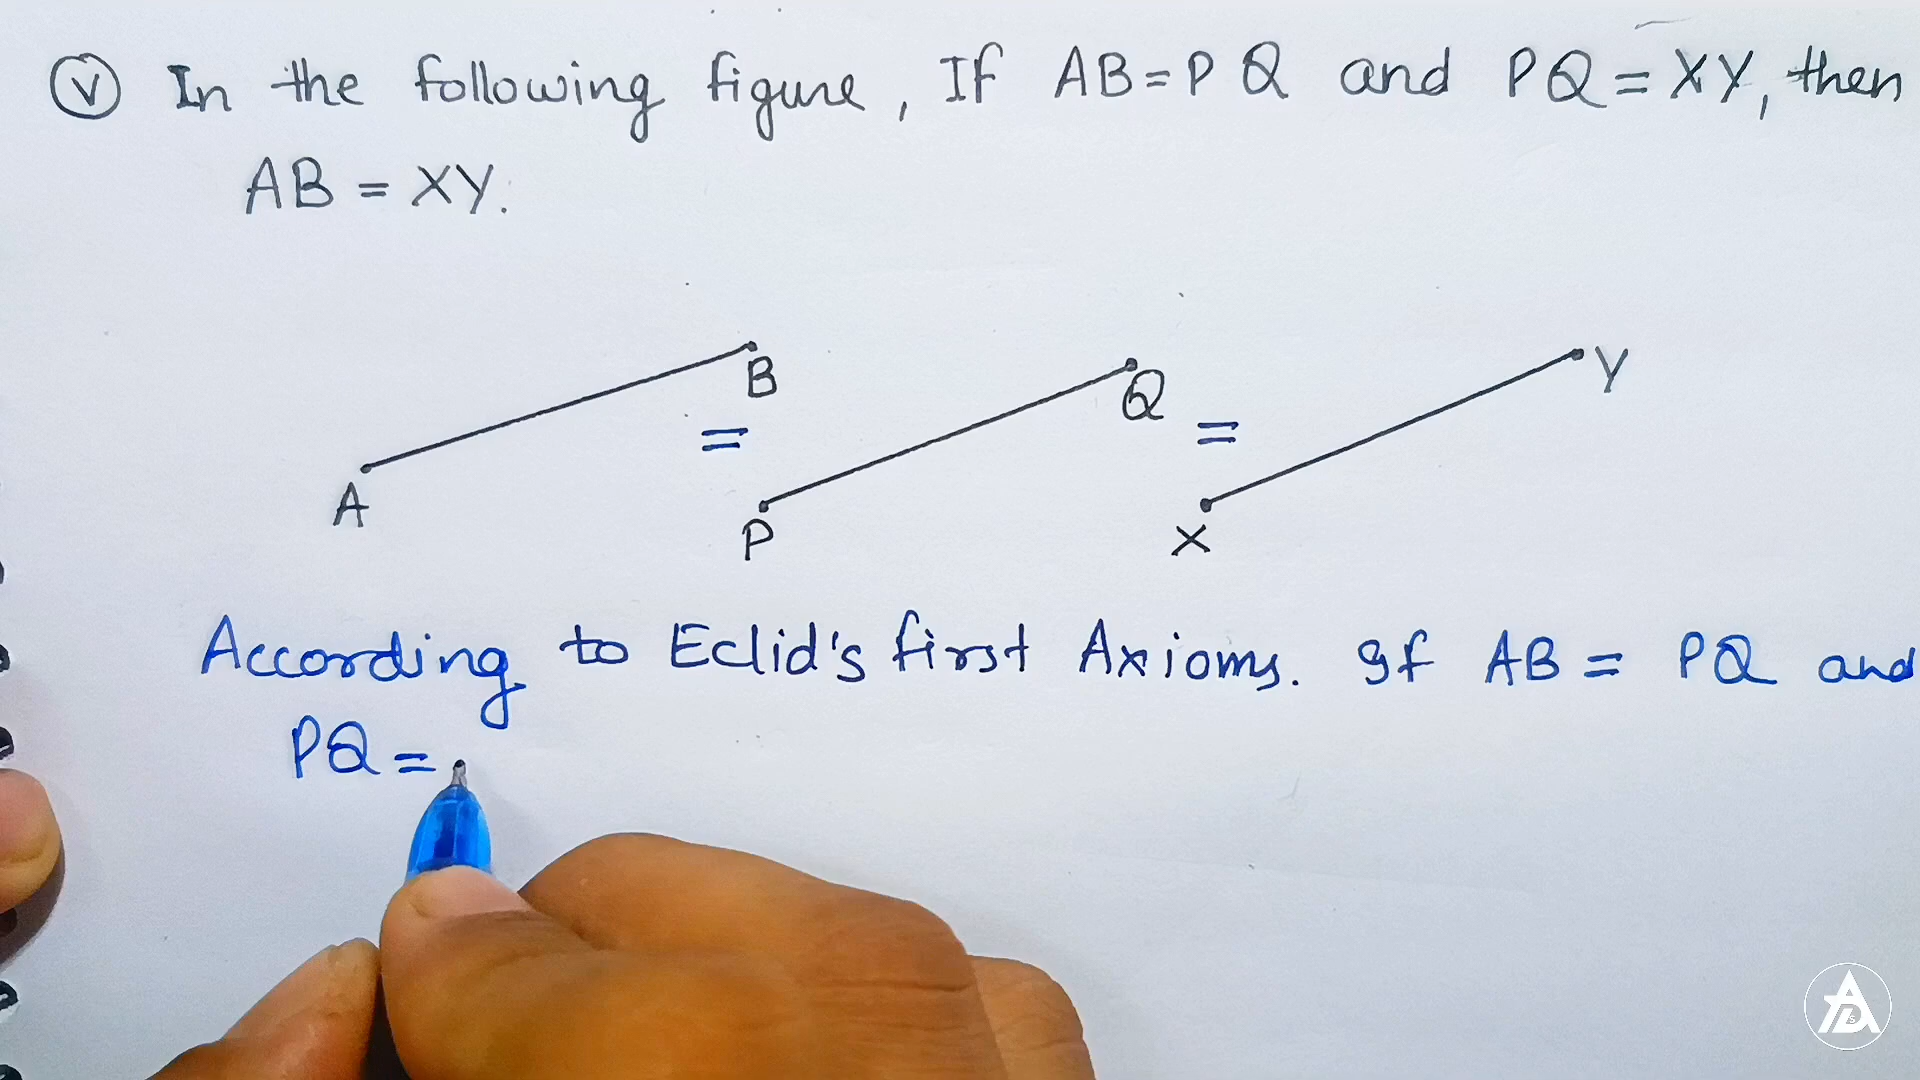 (v) In the following figure, If AB = PQ and PQ = XY, then
AB = XY.
B
Y
Q
=
=
A
P
X
According to Eclid's first Axioms. If AB = PQ and
PQ =